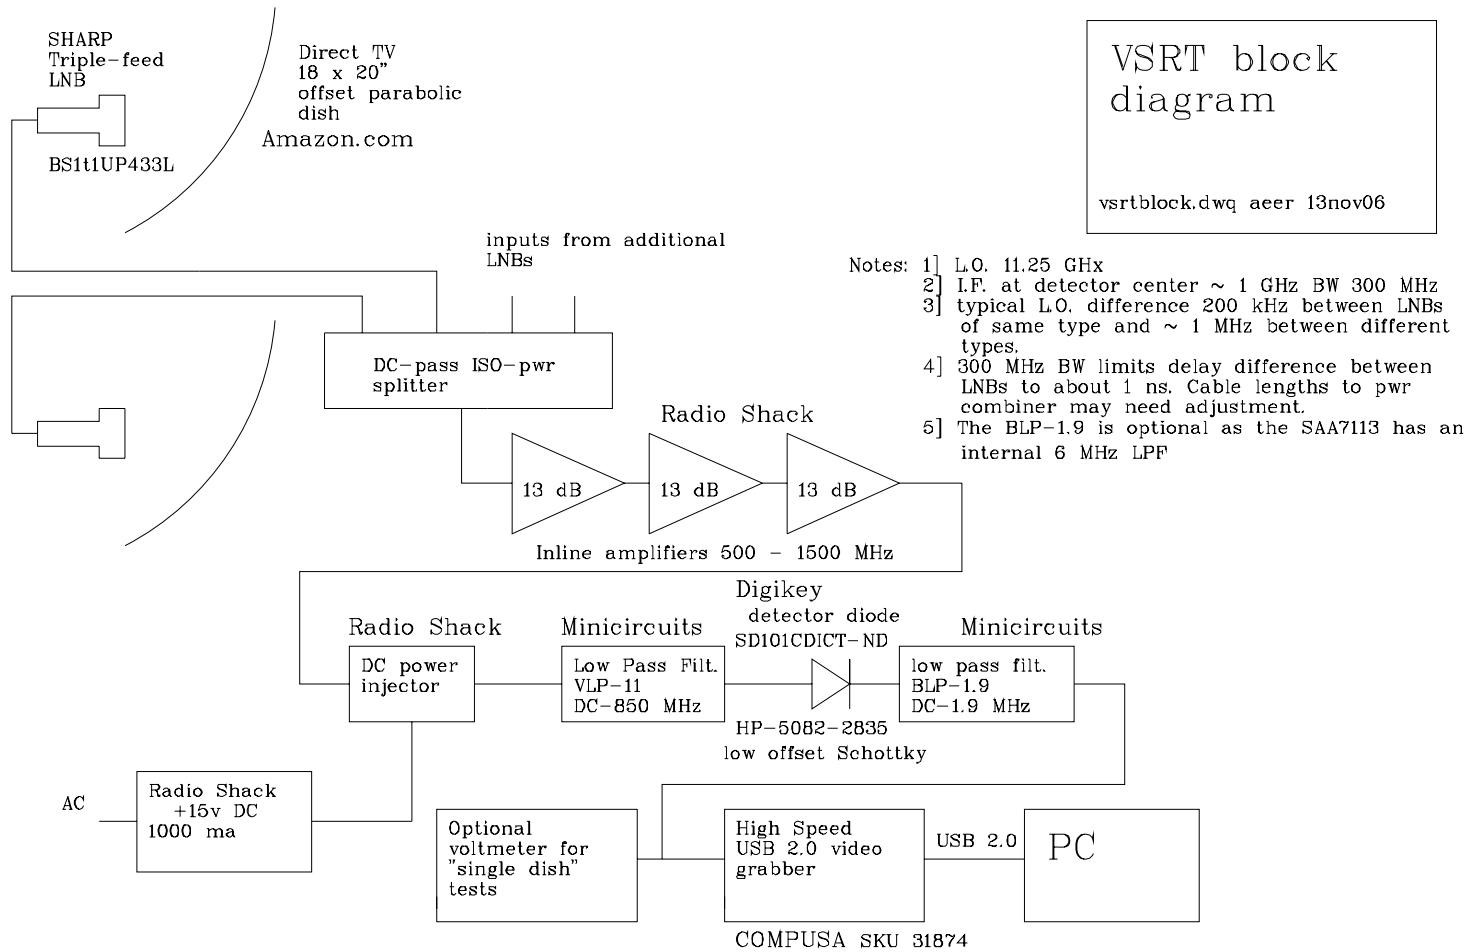 SHARP
Triple-feed
LNB
BS1t1UP433L
Direct TV
18 x 20"
offset parabolic
dish
Amazon.com
VSRT block
diagram
vsrtblock.dwq aeer 13nov06
inputs from additional
LNBs
Notes: 1] L.O. 11.25 GHx
2] I.F. at detector center ~ 1 GHz BW 300 MHz
3] typical L.O. difference 200 kHz between LNBs
of same type and ~ 1 MHz between different
types.
4] 300 MHz BW limits delay difference between
LNBs to about 1 ns. Cable lengths to pwr
combiner may need adjustment.
5] The BLP-1.9 is optional as the SAA7113 has an
internal 6 MHz LPF
DC-pass ISO-pwr
splitter
Radio Shack
13 dB
13 dB
13 dB
Inline amplifiers 500 - 1500 MHz
Radio Shack
DC power
injector
Minicircuits
Low Pass Filt.
VLP-11
DC-850 MHz
Digikey
detector diode
SD101CDICT-ND
HP-5082-2835
low offset Schottky
Minicircuits
low pass filt.
BLP-1.9
DC-1.9 MHz
AC
Radio Shack
+15v DC
1000 ma
Optional
voltmeter for
"single dish"
tests
High Speed
USB 2.0 video
grabber
COMPUSA SKU 31874
USB 2.0
PC